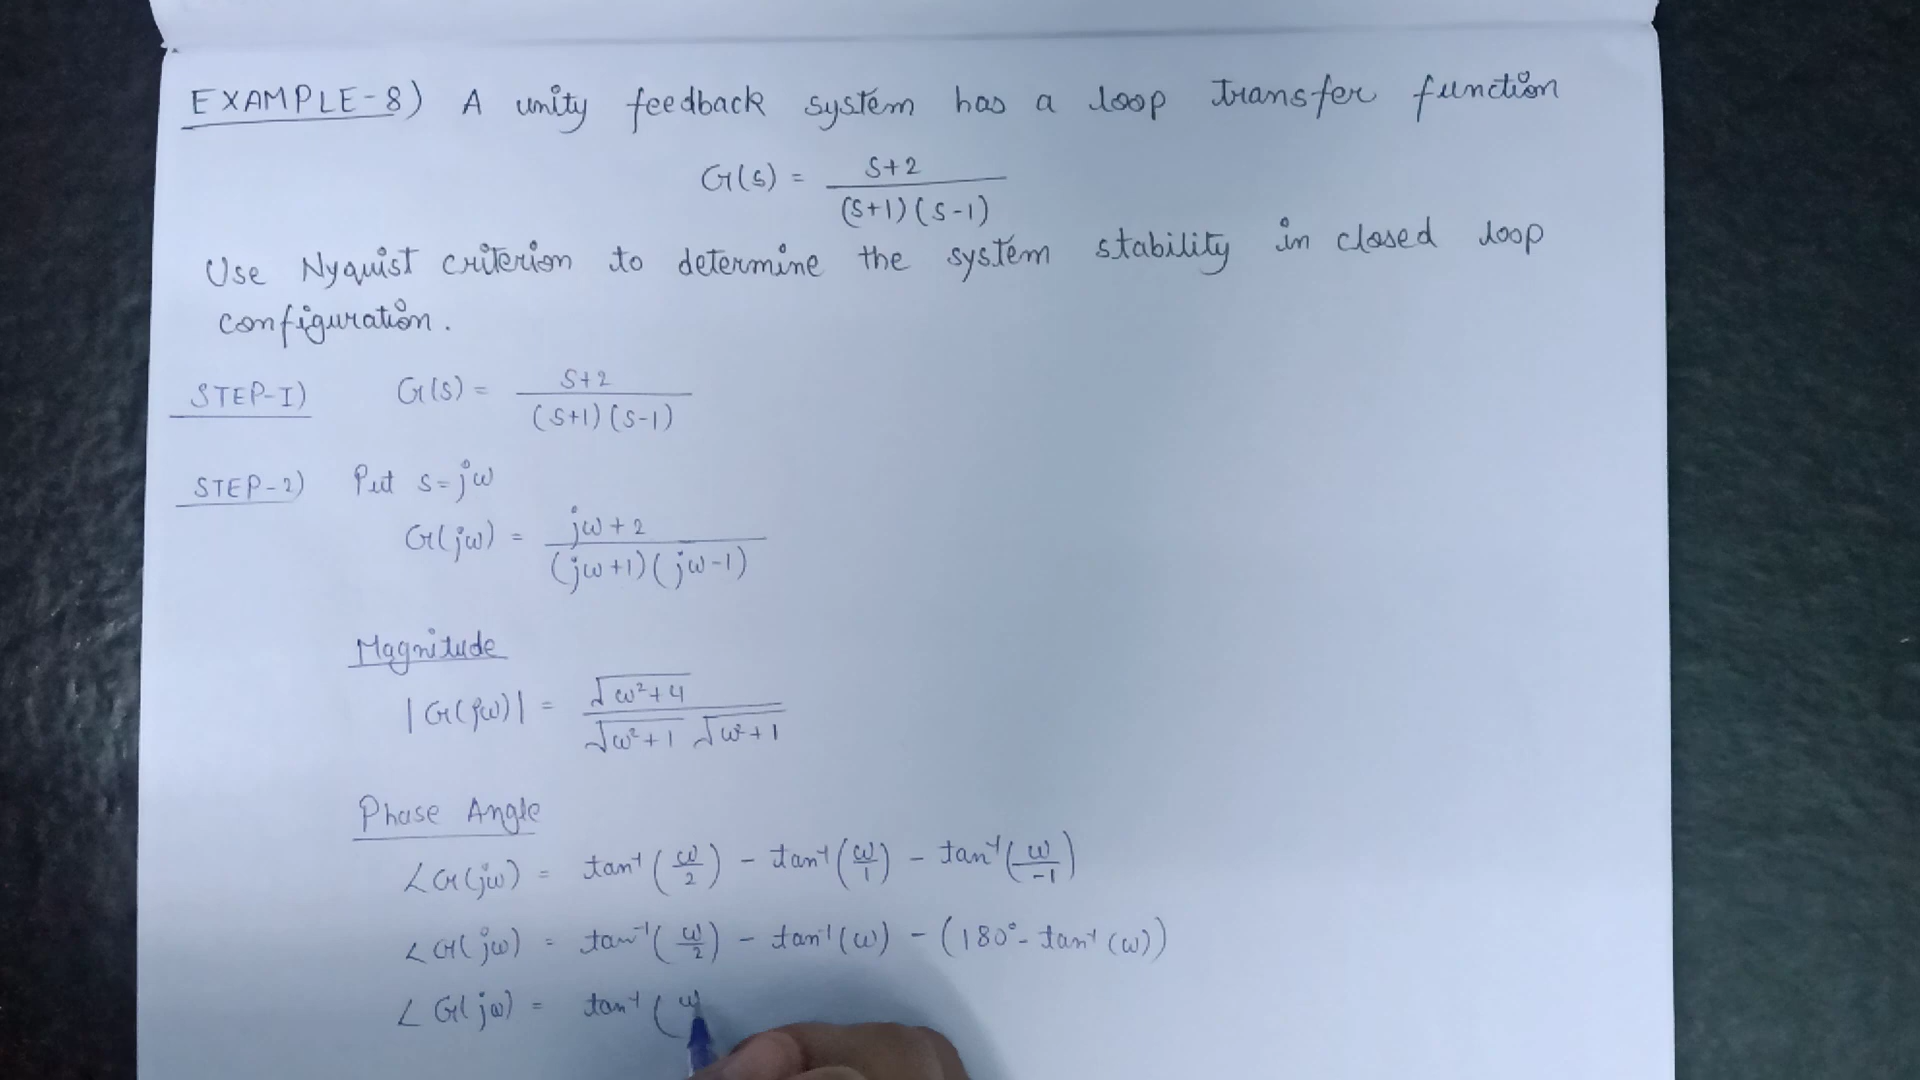 EXAMPLE-8) A unity feedback system has a loop transfer function
G(s) = s+2 / (s+1)(s-1)
Use Nyquist criterion to determine the system stability in closed loop
configuration.
STEP-I) G(s) = s+2 / (s+1)(s-1)
STEP-2) Put s=jω
G(jω) = jω+2 / (jω+1)(jω-1)
Magnitude
|G(jω)| = √ω²+4 / √ω²+1 √ω²+1
Phase Angle
∠G(jω) = tan⁻¹(ω/2) - tan⁻¹(ω/1) - tan⁻¹(ω/-1)
∠G(jω) = tan⁻¹(ω/2) - tan⁻¹(ω) - (180°- tan⁻¹(ω))
∠G(jω) = tan⁻¹(ω